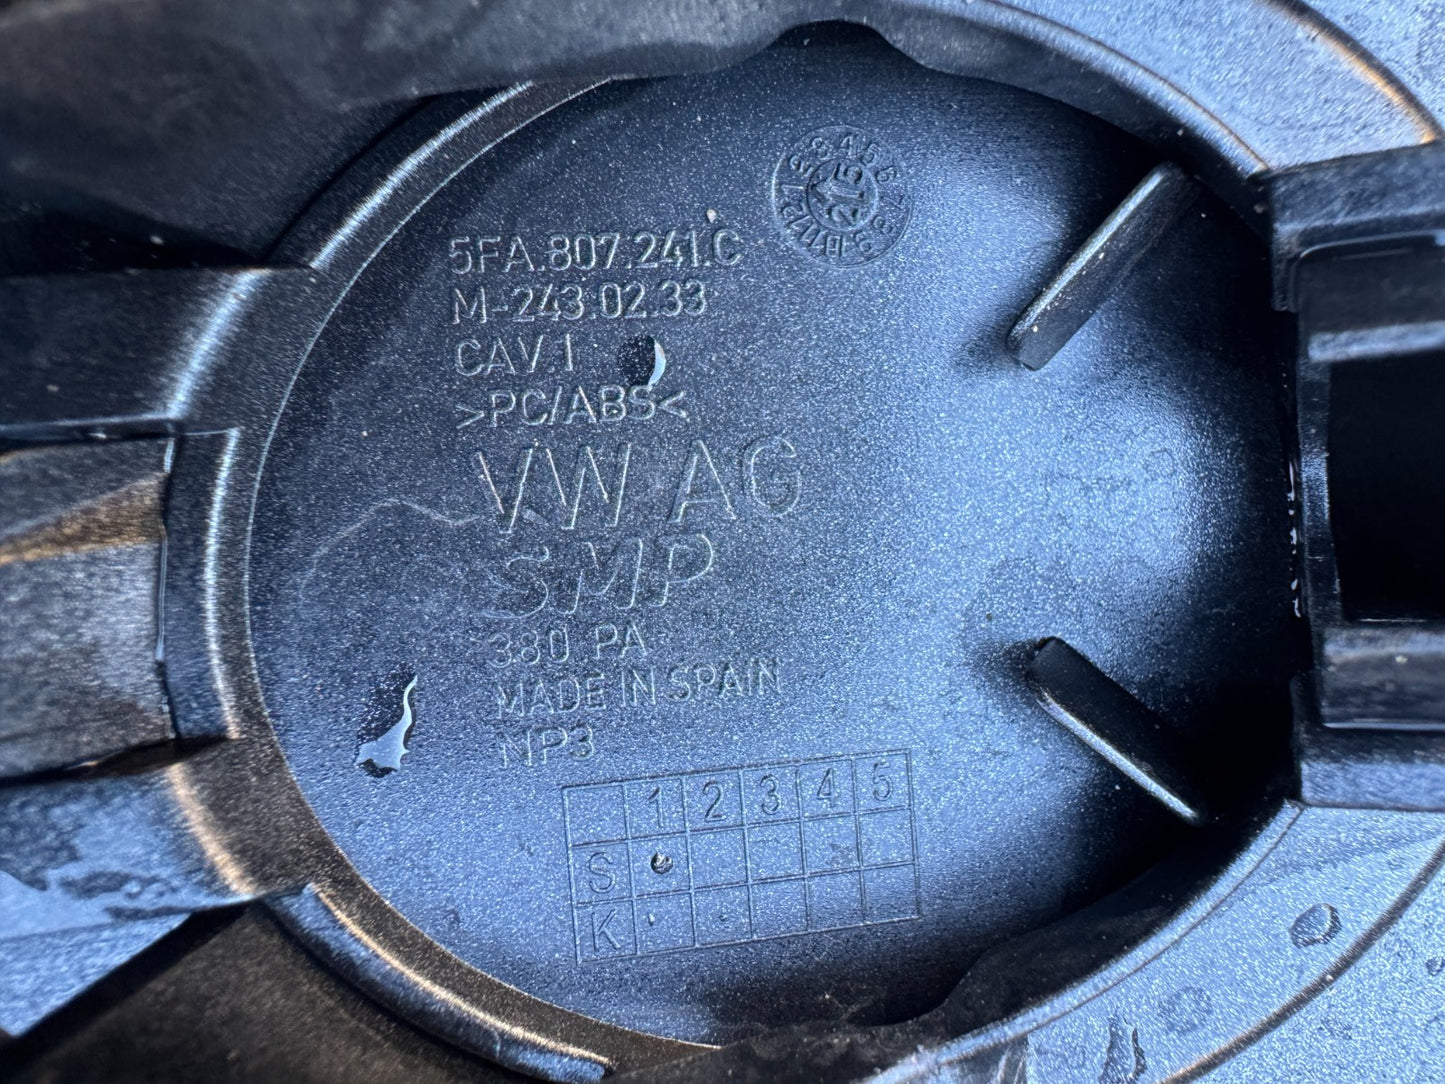 5FA.807.241.C
M-243.02.33
CAV.1
>PC/ABS<
VW AG
SMP
380 PA
MADE IN SPAIN
NP3
1 2 3 4 5
S
K